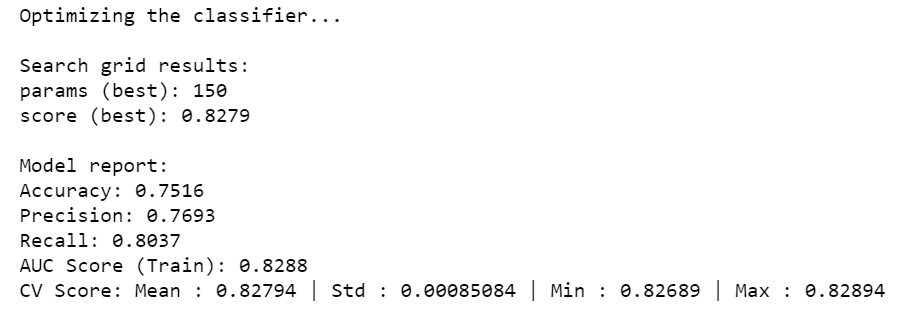 Optimizing the classifier...
Search grid results:
params (best): 150
score (best): 0.8279
Model report:
Accuracy: 0.7516
Precision: 0.7693
Recall: 0.8037
AUC Score (Train): 0.8288
CV Score: Mean : 0.82794 | Std : 0.00085084 | Min : 0.82689 | Max : 0.82894